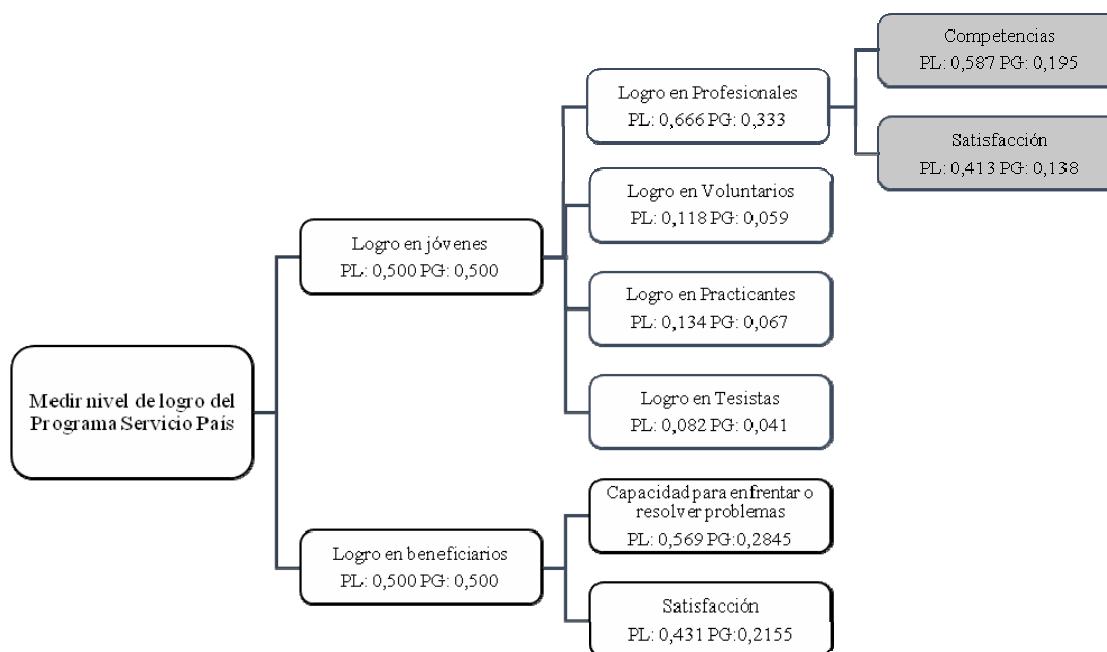 Medir nivel de logro del
Programa Servicio País
Logro en jóvenes
PL: 0,500 PG: 0,500
Logro en Profesionales
PL: 0,666 PG: 0,333
Competencias
PL: 0,587 PG: 0,195
Satisfacción
PL: 0,413 PG: 0,138
Logro en Voluntarios
PL: 0,118 PG: 0,059
Logro en Practicantes
PL: 0,134 PG: 0,067
Logro en Tesistas
PL: 0,082 PG: 0,041
Logro en beneficiarios
PL: 0,500 PG: 0,500
Capacidad para enfrentar o
resolver problemas
PL: 0,569 PG:0,2845
Satisfacción
PL: 0,431 PG:0,2155